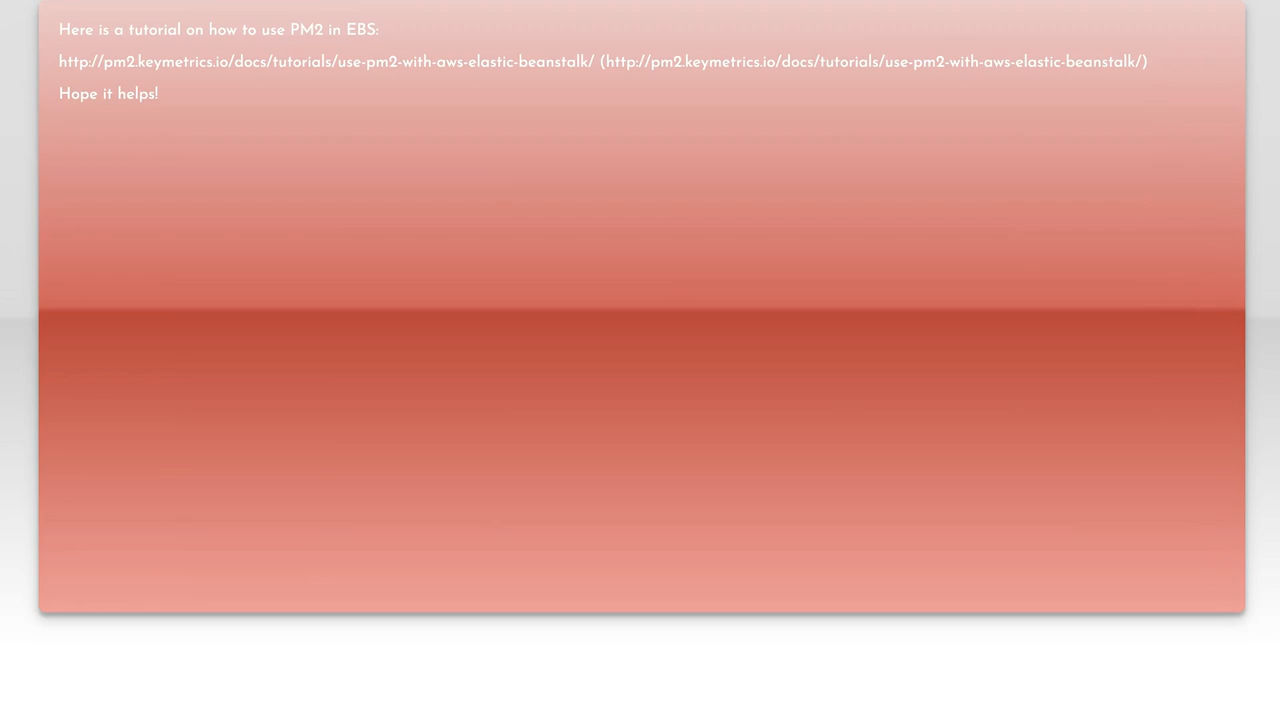 Here is a tutorial on how to use PM2 in EBS:
http://pm2.keymetrics.io/docs/tutorials/use-pm2-with-aws-elastic-beanstalk/ (http://pm2.keymetrics.io/docs/tutorials/use-pm2-with-aws-elastic-beanstalk/)
Hope it helps!